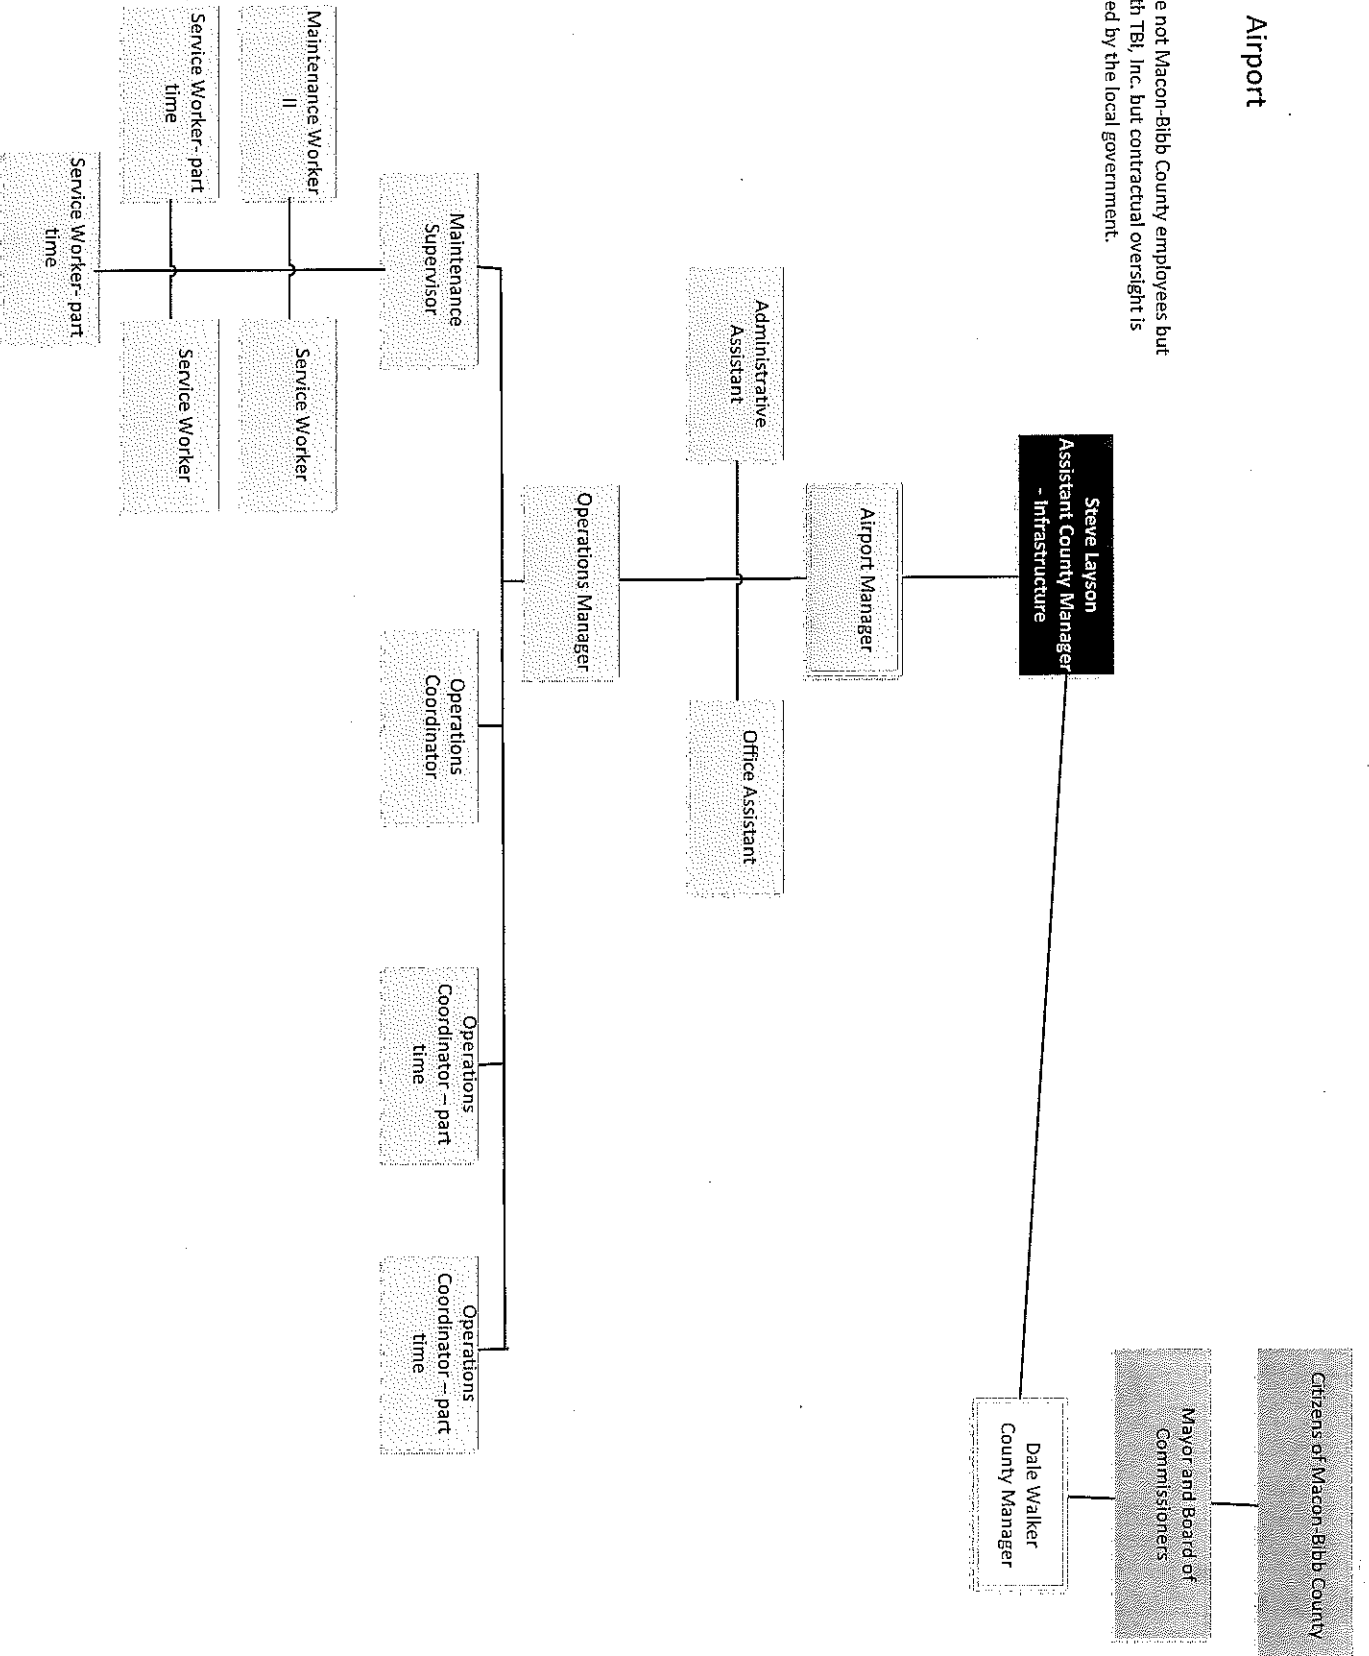 Airport
e not Macon-Bibb County employees but
th TBI, Inc. but contractual oversight is
ed by the local government.
Citizens of Macon-Bibb County
Mayor and Board of
Commissioners
Dale Walker
County Manager
Steve Layson
Assistant County Manager
- Infrastructure
Airport Manager
Administrative
Assistant
Office Assistant
Operations Manager
Maintenance
Supervisor
Operations
Coordinator
Operations
Coordinator – part
time
Operations
Coordinator – part
time
Maintenance Worker
II
Service Worker
Service Worker- part
time
Service Worker
Service Worker- part
time